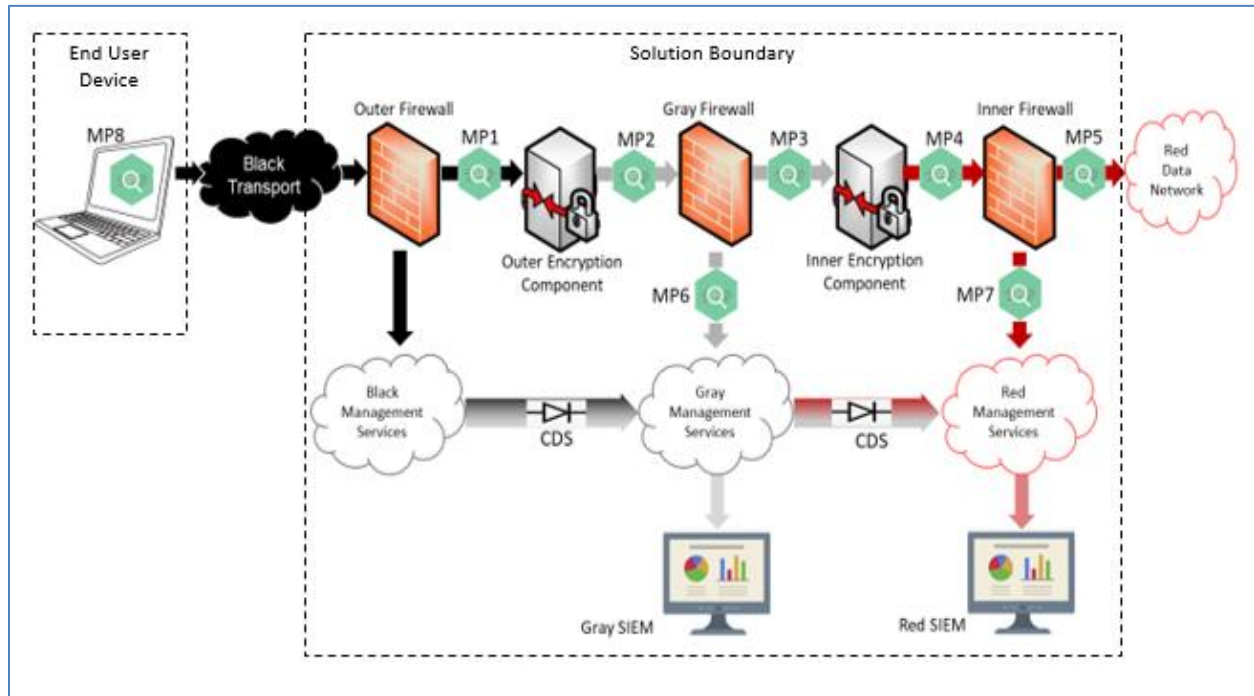 End User
Device
Solution Boundary
MP8
Black
Transport
Outer Firewall
MP1
Outer Encryption
Component
MP2
Gray Firewall
MP3
Inner Encryption
Component
MP4
Inner Firewall
MP5
Red
Data
Network
MP6
MP7
Black
Management
Services
CDS
Gray
Management
Services
CDS
Red
Management
Services
Gray SIEM
Red SIEM